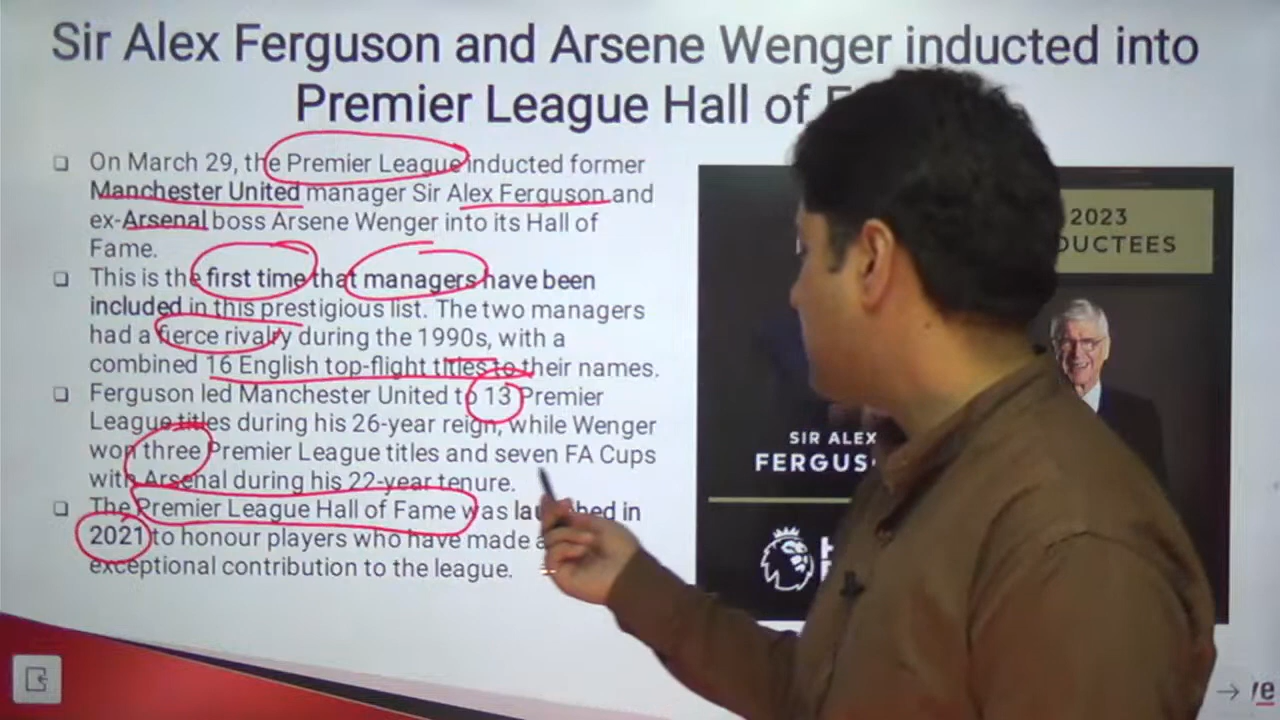 Sir Alex Ferguson and Arsene Wenger inducted into
Premier League Hall of
On March 29, the Premier League inducted former
Manchester United manager Sir Alex Ferguson and
ex-Arsenal boss Arsene Wenger into its Hall of
Fame.
This is the first time that managers have been
included in this prestigious list. The two managers
had a fierce rivalry during the 1990s, with a
combined 16 English top-flight titles to their names.
Ferguson led Manchester United to 13 Premier
League titles during his 26-year reign, while Wenger
won three Premier League titles and seven FA Cups
with Arsenal during his 22-year tenure.
The Premier League Hall of Fame was launched in
2021 to honour players who have made
exceptional contribution to the league.
2023
SIR ALEX